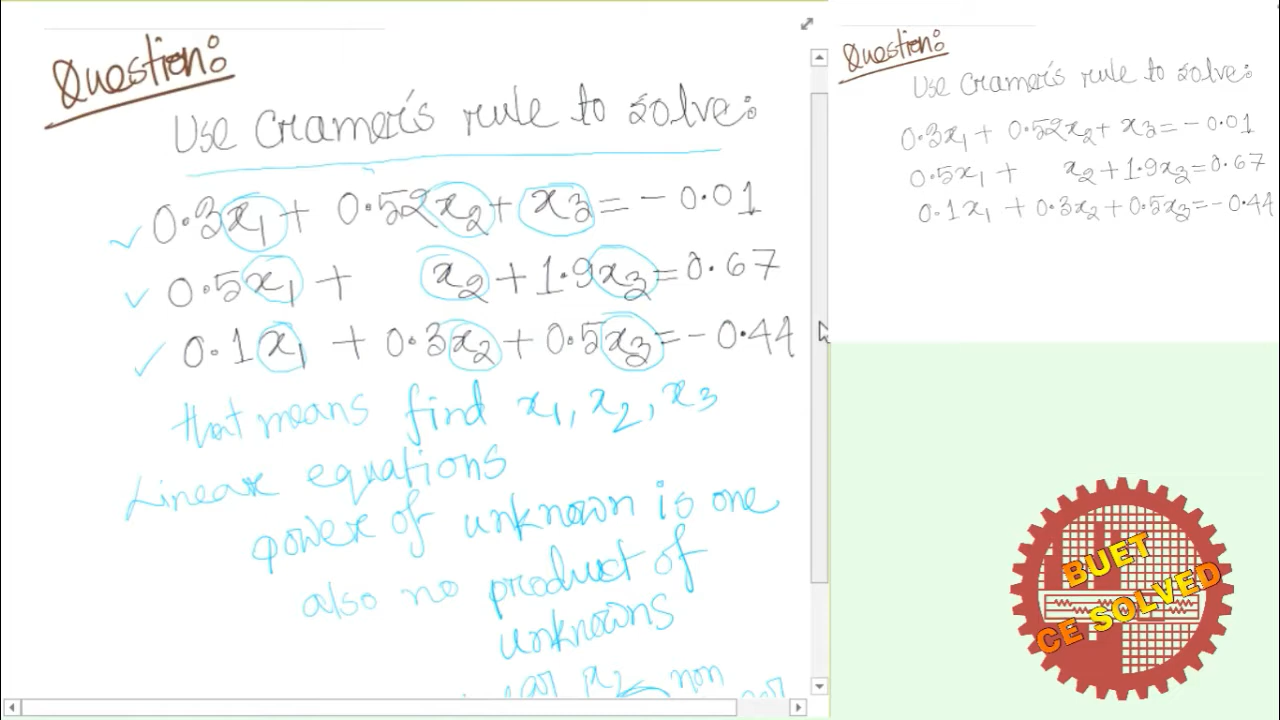 Question:
Use Cramer's rule to solve:
0.3x₁ + 0.52x₂ + x₃ = - 0.01
0.5x₁ + x₂ + 1.9x₃ = 0.67
0.1x₁ + 0.3x₂ + 0.5x₃ = - 0.44
that means find x₁, x₂, x₃
Linear equations
power of unknown is one
also no product of
unknowns
non
Question:
Use Cramer's rule to solve:
0.3x₁ + 0.52x₂ + x₃ = - 0.01
0.5x₁ + x₂ + 1.9x₃ = 0.67
0.1x₁ + 0.3x₂ + 0.5x₃ = - 0.44
BUET
CE SOLVED